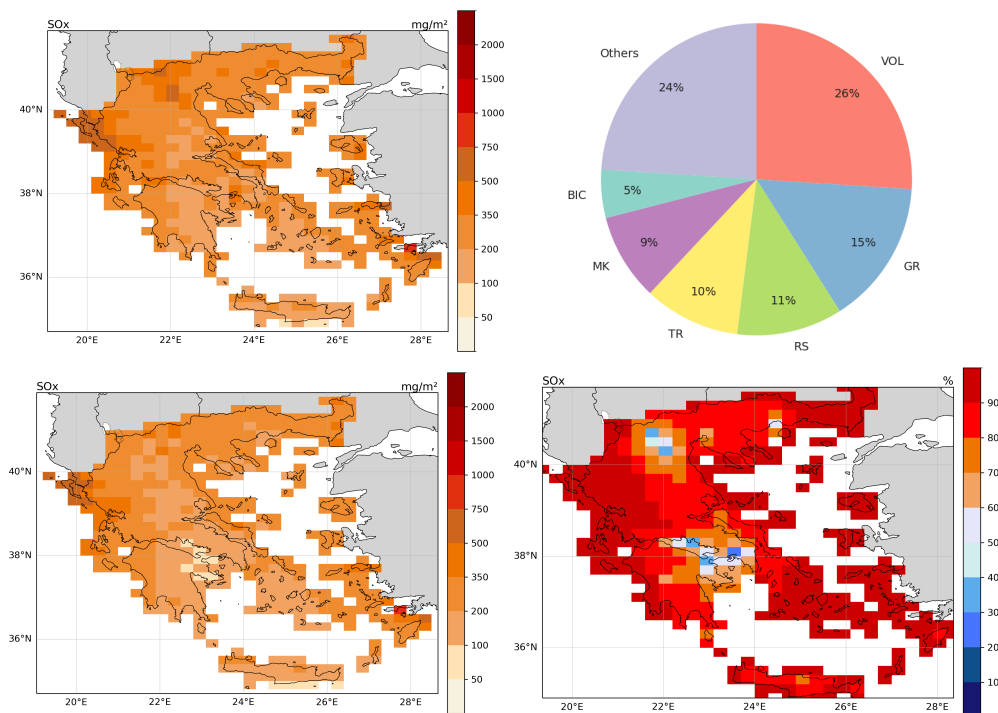 SOx mg/m²
2000
1500
1000
750
500
350
200
100
50
40°N
38°N
36°N
20°E 22°E 24°E 26°E 28°E
Others
24%
VOL
26%
BIC
5%
MK
9%
TR
10%
RS
11%
GR
15%
SOx mg/m²
2000
1500
1000
750
500
350
200
100
50
40°N
38°N
36°N
20°E 22°E 24°E 26°E 28°E
SOx %
90
80
70
60
50
40
30
20
10
40°N
38°N
36°N
20°E 22°E 24°E 26°E 28°E